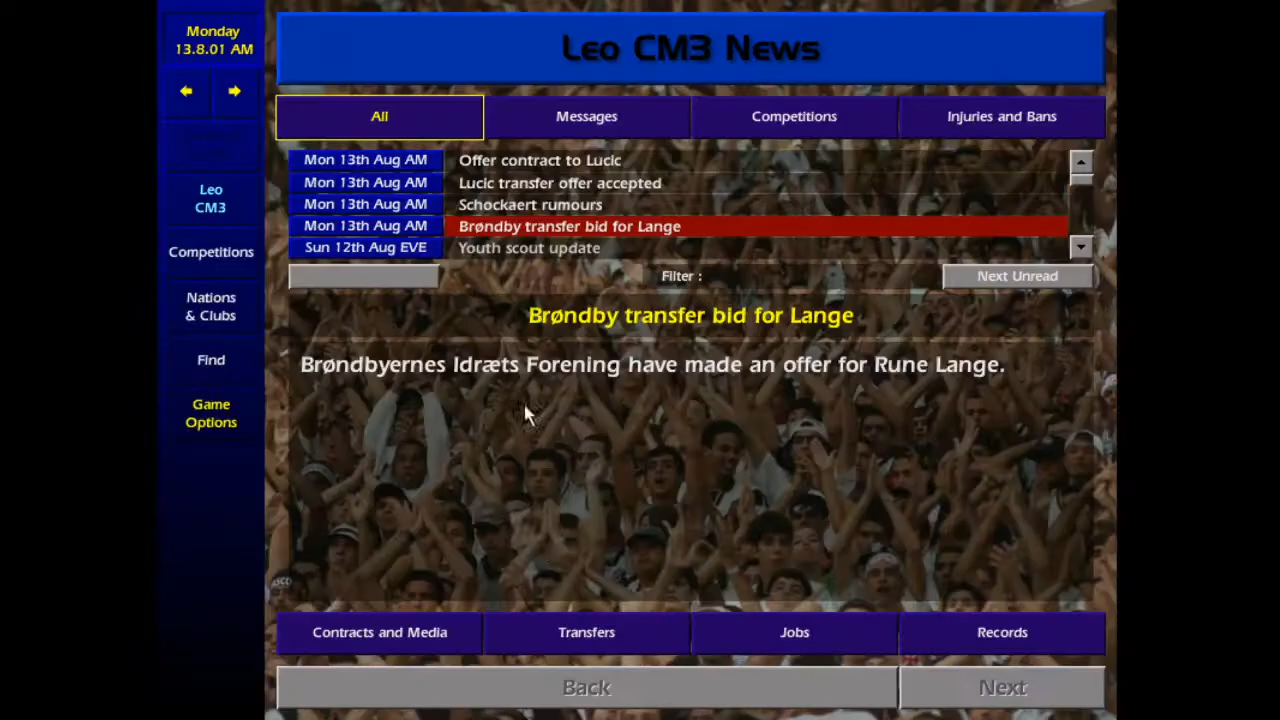 Monday
13.8.01 AM
Leo CM3 News
All
Messages
Competitions
Injuries and Bans
Mon 13th Aug AM Offer contract to Lucic
Mon 13th Aug AM Lucic transfer offer accepted
Mon 13th Aug AM Schockaert rumours
Mon 13th Aug AM Brøndby transfer bid for Lange
Sun 12th Aug EVE Youth scout update
Filter :
Next Unread
Leo
CM3
Competitions
Nations
& Clubs
Find
Game
Options
Brøndby transfer bid for Lange
Brøndbyernes Idræts Forening have made an offer for Rune Lange.
Contracts and Media
Transfers
Jobs
Records
Back
Next